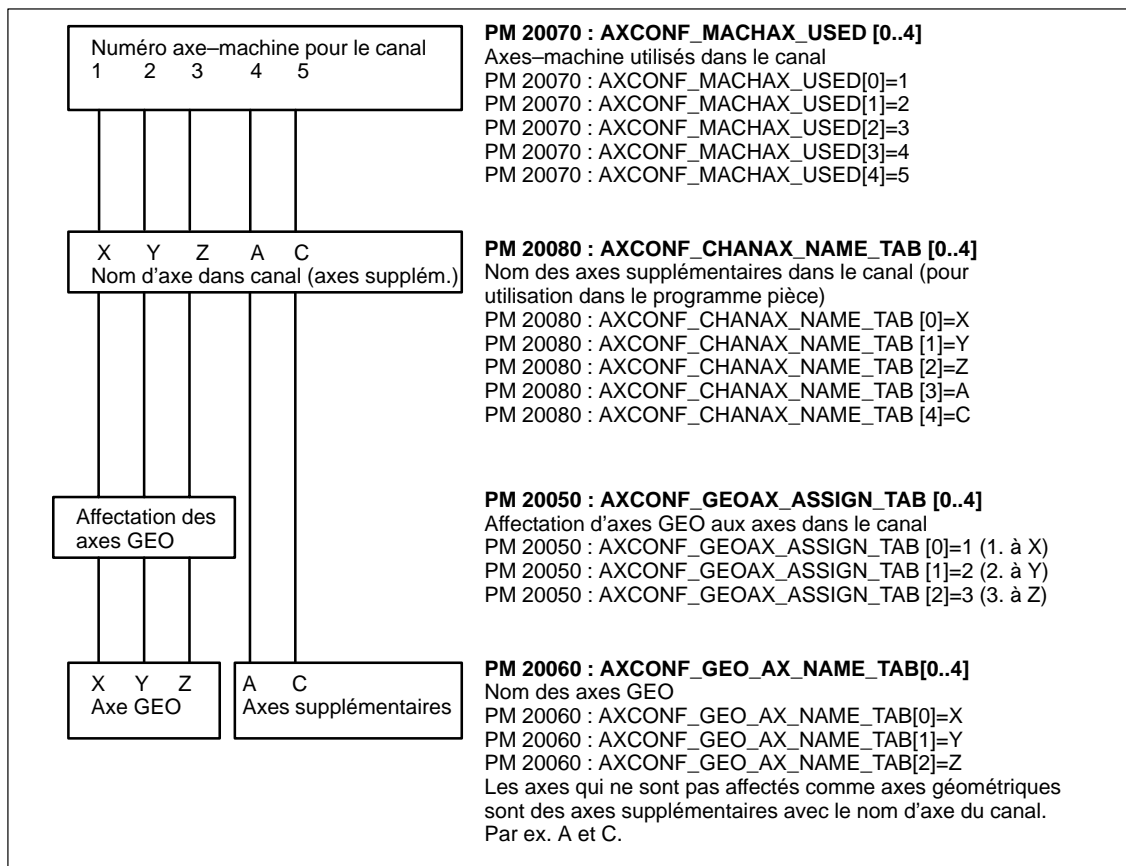 Numéro axe–machine pour le canal
1 2 3 4 5
PM 20070 : AXCONF_MACHAX_USED [0..4]
Axes–machine utilisés dans le canal
PM 20070 : AXCONF_MACHAX_USED[0]=1
PM 20070 : AXCONF_MACHAX_USED[1]=2
PM 20070 : AXCONF_MACHAX_USED[2]=3
PM 20070 : AXCONF_MACHAX_USED[3]=4
PM 20070 : AXCONF_MACHAX_USED[4]=5
X Y Z A C
Nom d'axe dans canal (axes supplém.)
PM 20080 : AXCONF_CHANAX_NAME_TAB [0..4]
Nom des axes supplémentaires dans le canal (pour
utilisation dans le programme pièce)
PM 20080 : AXCONF_CHANAX_NAME_TAB [0]=X
PM 20080 : AXCONF_CHANAX_NAME_TAB [1]=Y
PM 20080 : AXCONF_CHANAX_NAME_TAB [2]=Z
PM 20080 : AXCONF_CHANAX_NAME_TAB [3]=A
PM 20080 : AXCONF_CHANAX_NAME_TAB [4]=C
Affectation des
axes GEO
PM 20050 : AXCONF_GEOAX_ASSIGN_TAB [0..4]
Affectation d'axes GEO aux axes dans le canal
PM 20050 : AXCONF_GEOAX_ASSIGN_TAB [0]=1 (1. à X)
PM 20050 : AXCONF_GEOAX_ASSIGN_TAB [1]=2 (2. à Y)
PM 20050 : AXCONF_GEOAX_ASSIGN_TAB [2]=3 (3. à Z)
X Y Z
Axe GEO
A C
Axes supplémentaires
PM 20060 : AXCONF_GEO_AX_NAME_TAB[0..4]
Nom des axes GEO
PM 20060 : AXCONF_GEO_AX_NAME_TAB[0]=X
PM 20060 : AXCONF_GEO_AX_NAME_TAB[1]=Y
PM 20060 : AXCONF_GEO_AX_NAME_TAB[2]=Z
Les axes qui ne sont pas affectés comme axes géométriques
sont des axes supplémentaires avec le nom d'axe du canal.
Par ex. A et C.